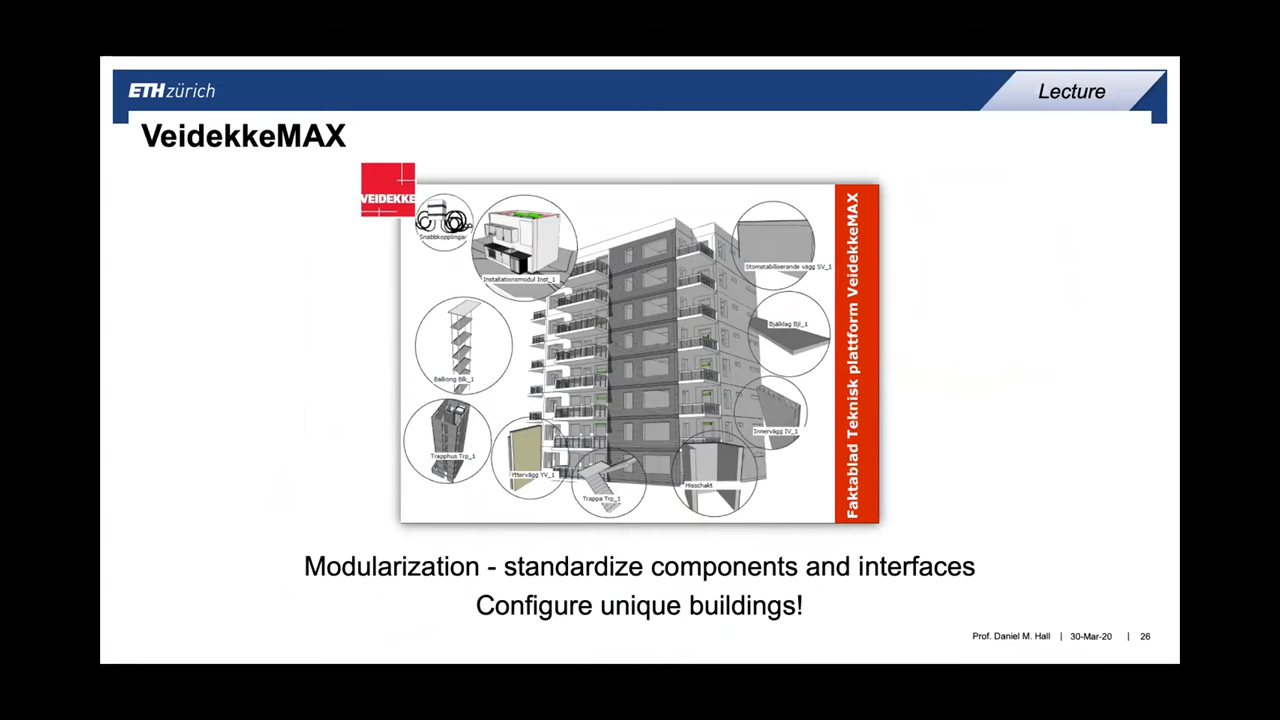 ETH zürich
Lecture
VeidekkeMAX
VEIDEKKE
Snabbkopplingar
Installationsmodul Inst_1
Stomstabiliserande vägg SV_1
Bjälklag Bjl_1
Balkong Blk_1
Innervägg IV_1
Trapphus Trp_1
Yttervägg YV_1
Hisschakt
Trappa Trp_1
Faktablad Teknisk plattform VeidekkeMAX
Modularization - standardize components and interfaces
Configure unique buildings!
Prof. Daniel M. Hall | 30-Mar-20 | 26